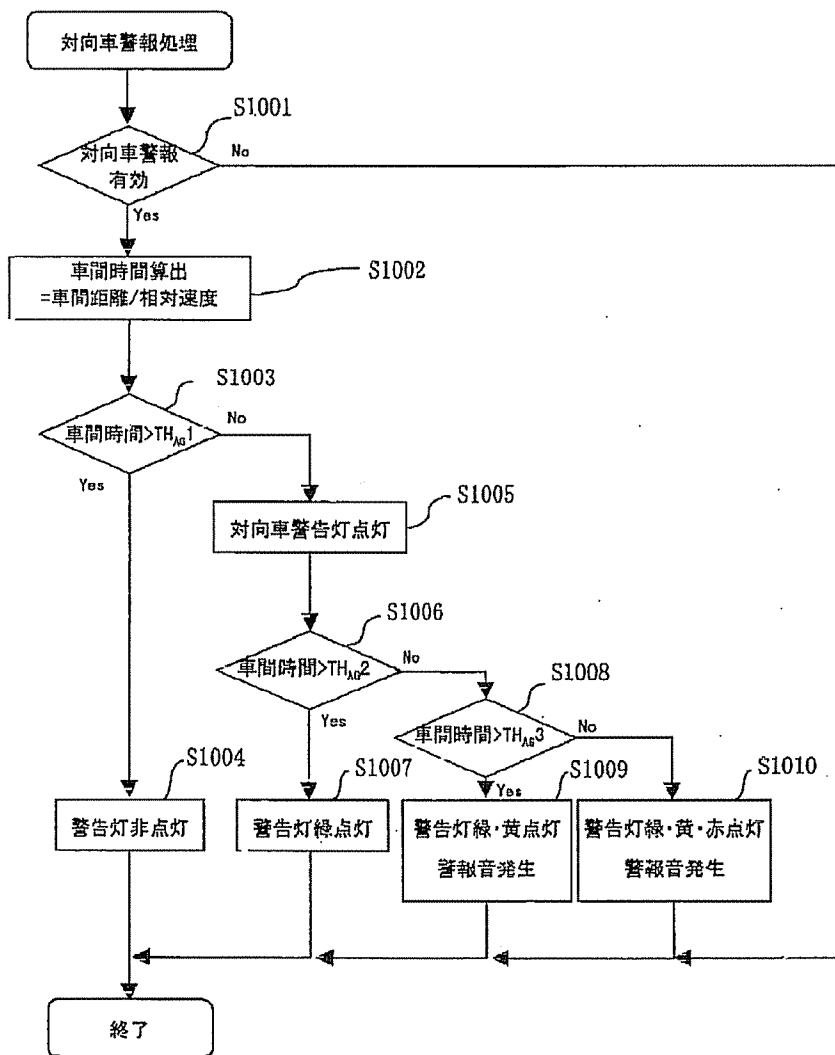 対向車警報処理
S1001
対向車警報
有効
No
Yes
車間時間算出
=車間距離/相対速度
S1002
S1003
車間時間>TH_AG1
No
Yes
S1005
対向車警告灯点灯
S1006
車間時間>TH_AG2
No
Yes
S1008
車間時間>TH_AG3
No
Yes
S1004
警告灯非点灯
S1007
警告灯緑点灯
S1009
警告灯緑・黄点灯
警報音発生
S1010
警告灯緑・黄・赤点灯
警報音発生
終了